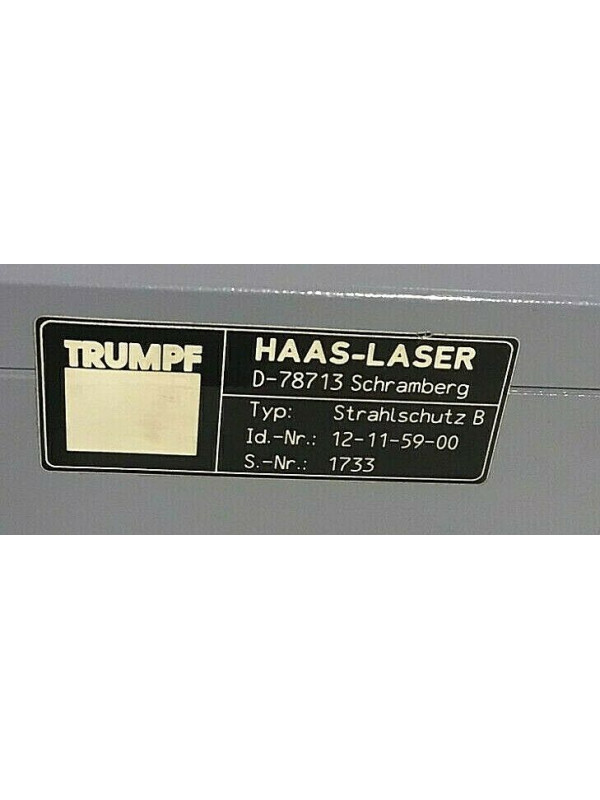 TRUMPF
HAAS-LASER
D-78713 Schramberg
Typ: Strahlschutz B
Id.-Nr.: 12-11-59-00
S.-Nr.: 1733